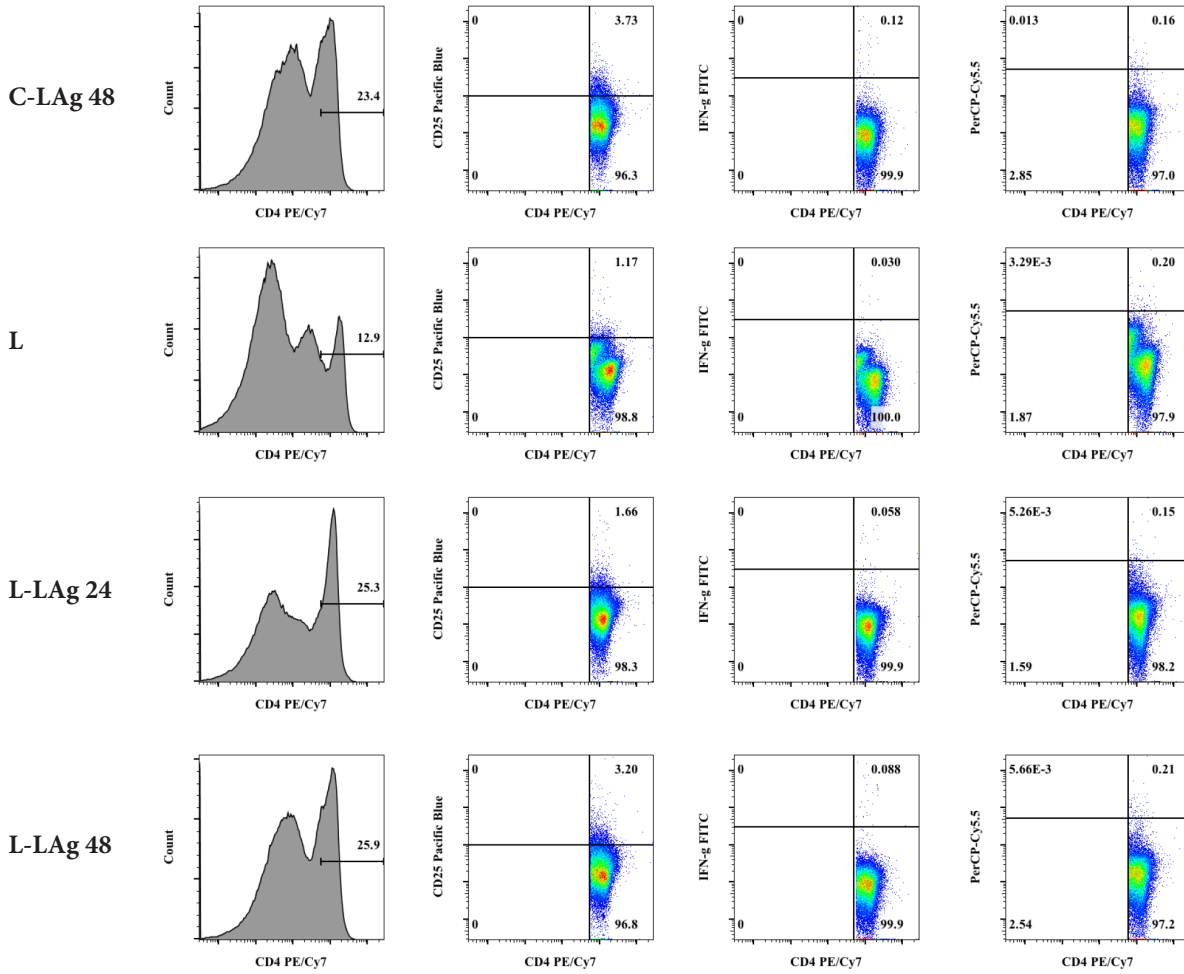 C-LAg 48
Count
23.4
CD4 PE/Cy7
CD25 Pacific Blue
0
3.73
0
96.3
CD4 PE/Cy7
IFN-g FITC
0
0.12
0
99.9
CD4 PE/Cy7
PerCP-Cy5.5
0.013
0.16
2.85
97.0
CD4 PE/Cy7
L
Count
12.9
CD4 PE/Cy7
CD25 Pacific Blue
0
1.17
0
98.8
CD4 PE/Cy7
IFN-g FITC
0
0.030
0
100.0
CD4 PE/Cy7
PerCP-Cy5.5
3.29E-3
0.20
1.87
97.9
CD4 PE/Cy7
L-LAg 24
Count
25.3
CD4 PE/Cy7
CD25 Pacific Blue
0
1.66
0
98.3
CD4 PE/Cy7
IFN-g FITC
0
0.058
0
99.9
CD4 PE/Cy7
PerCP-Cy5.5
5.26E-3
0.15
1.59
98.2
CD4 PE/Cy7
L-LAg 48
Count
25.9
CD4 PE/Cy7
CD25 Pacific Blue
0
3.20
0
96.8
CD4 PE/Cy7
IFN-g FITC
0
0.088
0
99.9
CD4 PE/Cy7
PerCP-Cy5.5
5.66E-3
0.21
2.54
97.2
CD4 PE/Cy7